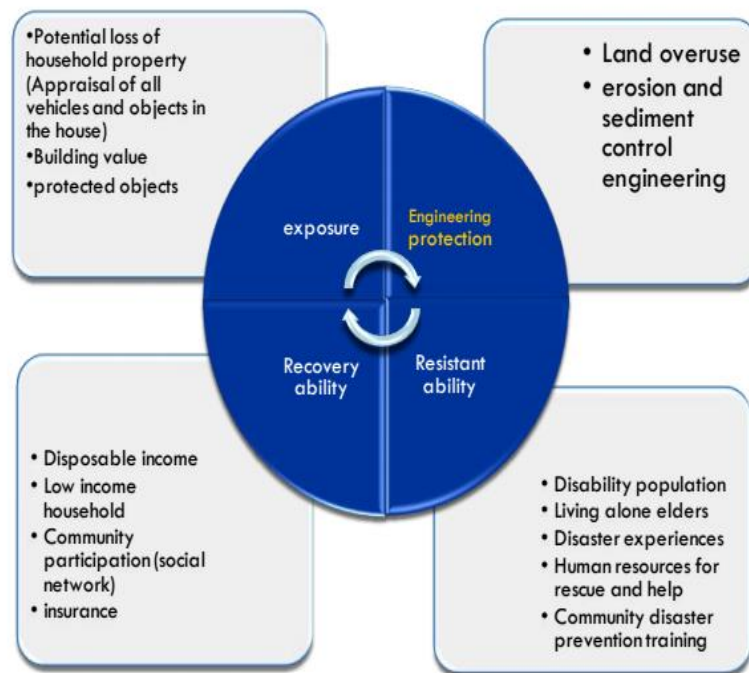 •Potential loss of
household property
(Appraisal of all
vehicles and objects in
the house)
•Building value
•protected objects
• Land overuse
• erosion and
sediment
control
engineering
exposure
Engineering
protection
Recovery
ability
Resistant
ability
• Disposable income
• Low income
household
• Community
participation (social
network)
• insurance
• Disability population
• Living alone elders
• Disaster experiences
• Human resources for
rescue and help
• Community disaster
prevention training